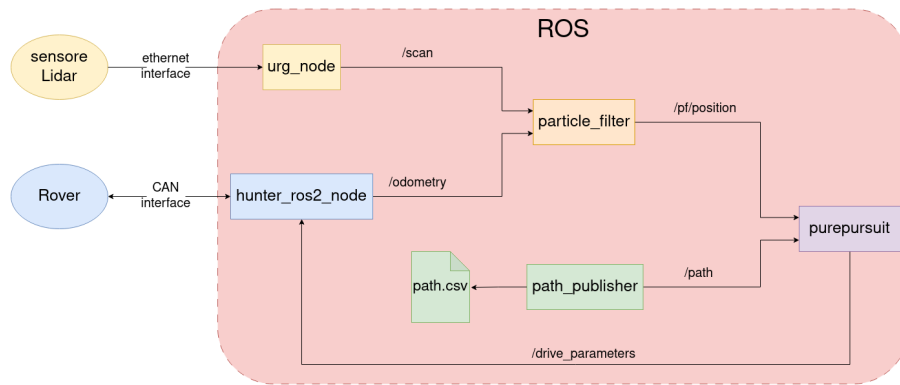 ROS
sensore
Lidar
ethernet
interface
urg_node
/scan
particle_filter
/pf/position
Rover
CAN
interface
hunter_ros2_node
/odometry
purepursuit
path.csv
path_publisher
/path
/drive_parameters